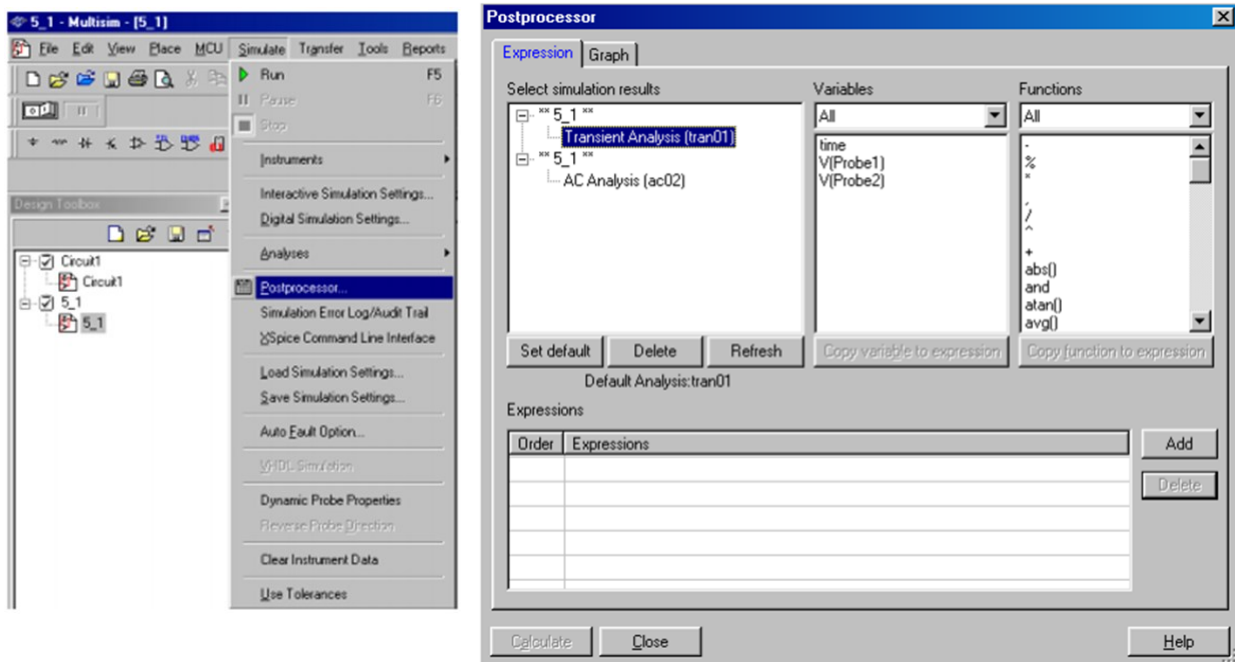 5_1 - Multisim - [5_1]
File Edit View Place MCU Simulate Transfer Tools Reports
Run F5
Pause F6
Stop
Instruments
Interactive Simulation Settings...
Digital Simulation Settings...
Analyses
Postprocessor...
Simulation Error Log/Audit Trail
XSpice Command Line Interface
Load Simulation Settings...
Save Simulation Settings...
Auto Fault Option...
VHDL Simulation
Dynamic Probe Properties
Reverse Probe Direction
Clear Instrument Data
Use Tolerances
Design Toolbox
Circuit1
Circuit1
5_1
5_1
Postprocessor
Expression Graph
Select simulation results
** 5_1 **
Transient Analysis (tran01)
** 5_1 **
AC Analysis (ac02)
Set default Delete Refresh
Default Analysis:tran01
Variables
All
time
V(Probe1)
V(Probe2)
Copy variable to expression
Functions
All
-
%
*
,
/
^
+
abs()
and
atan()
avg()
Copy function to expression
Expressions
Order Expressions
Add
Delete
Calculate Close Help